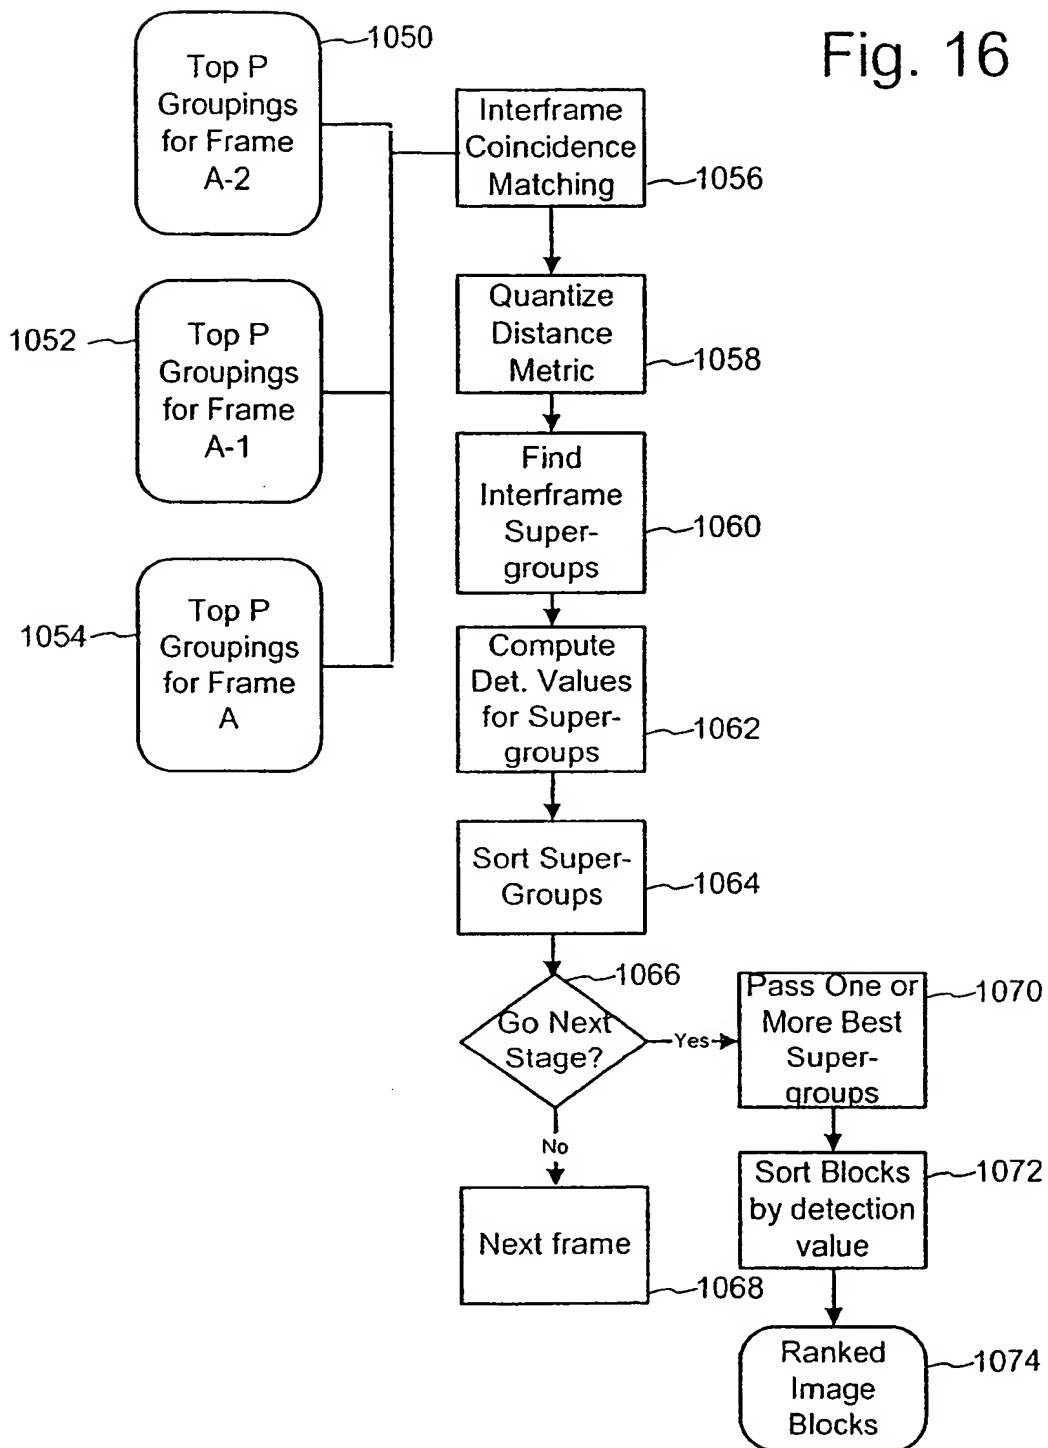 Fig. 16
1050
Top P
Groupings
for Frame
A-2
Interframe
Coincidence
Matching
1056
1052
Top P
Groupings
for Frame
A-1
Quantize
Distance
Metric
1058
Find
Interframe
Super-
groups
1060
1054
Top P
Groupings
for Frame
A
Compute
Det. Values
for Super-
groups
1062
Sort Super-
Groups
1064
1066
Go Next
Stage?
Yes
No
Pass One or
More Best
Super-
groups
1070
Next frame
1068
Sort Blocks
by detection
value
1072
Ranked
Image
Blocks
1074